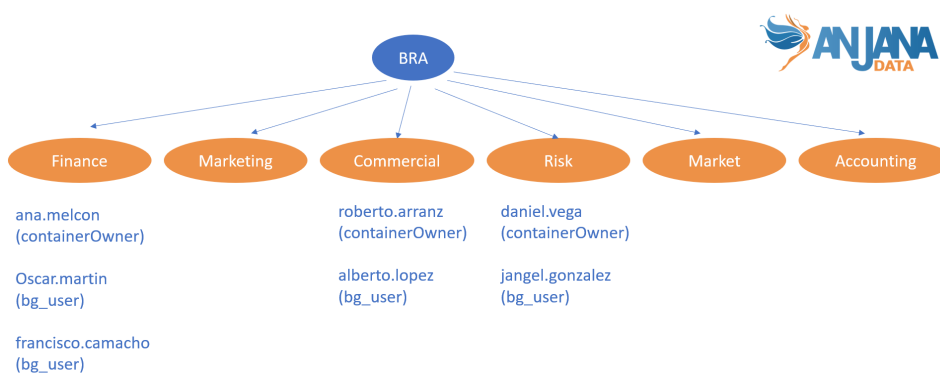 ANJANA
DATA
BRA
Finance
Marketing
Commercial
Risk
Market
Accounting
ana.melcon
(containerOwner)
Oscar.martin
(bg_user)
francisco.camacho
(bg_user)
roberto.arranz
(containerOwner)
alberto.lopez
(bg_user)
daniel.vega
(containerOwner)
jangel.gonzalez
(bg_user)